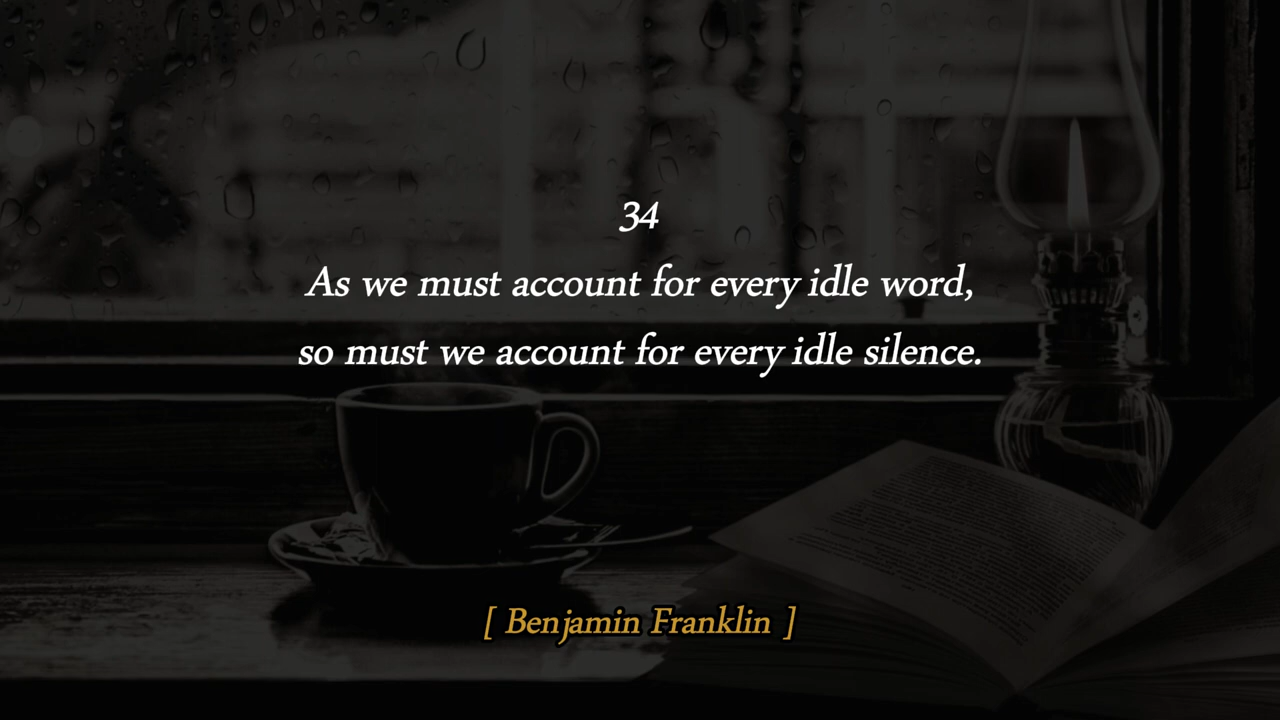 34
As we must account for every idle word,
so must we account for every idle silence.
[ Benjamin Franklin ]